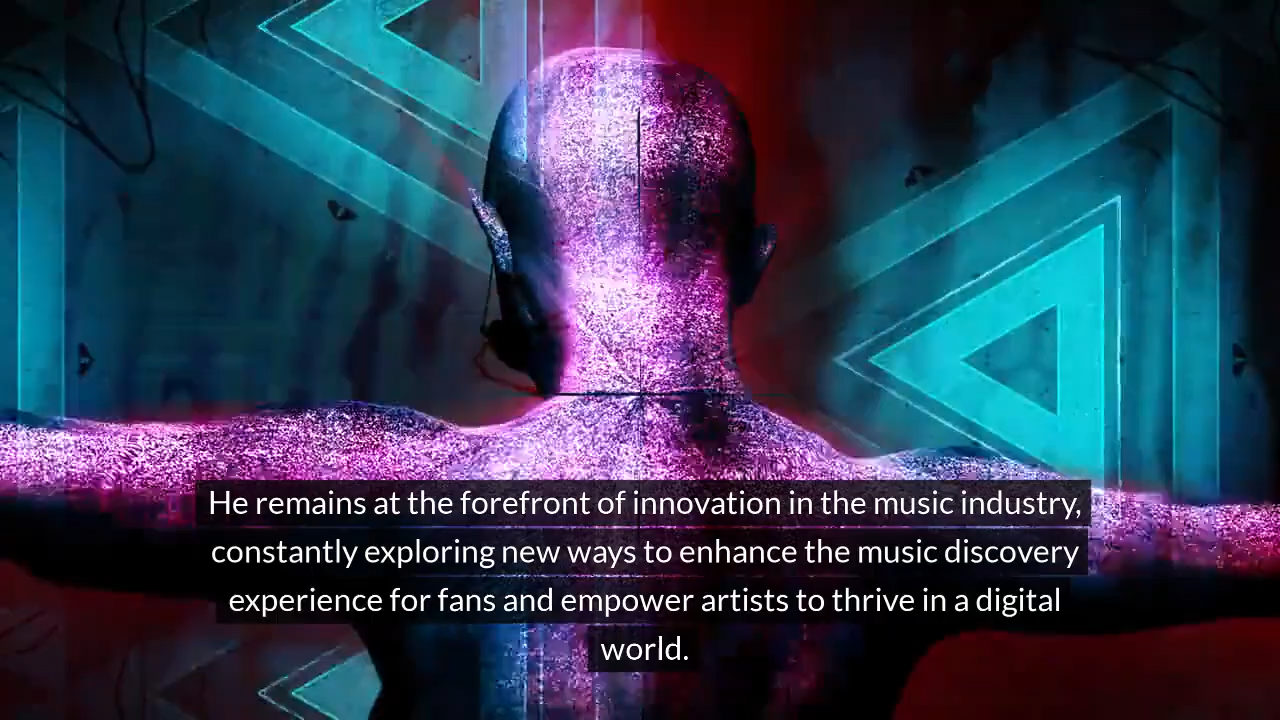 He remains at the forefront of innovation in the music industry,
constantly exploring new ways to enhance the music discovery
experience for fans and empower artists to thrive in a digital
world.